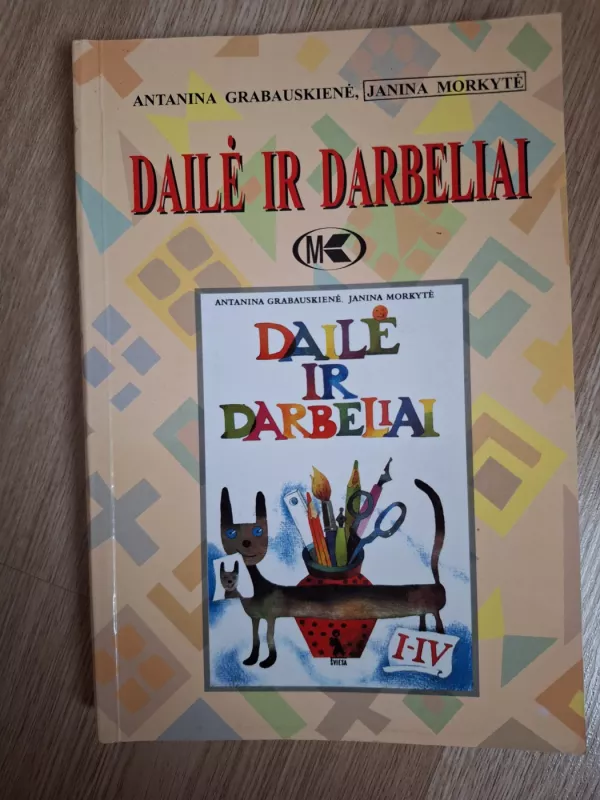 ANTANINA GRABAUSKIENĖ, JANINA MORKYTĖ
DAILĖ IR DARBELIAI
MK
ANTANINA GRABAUSKIENĖ, JANINA MORKYTĖ
DAILĖ
IR
DARBELIAI
I-IV
ŠVIESA